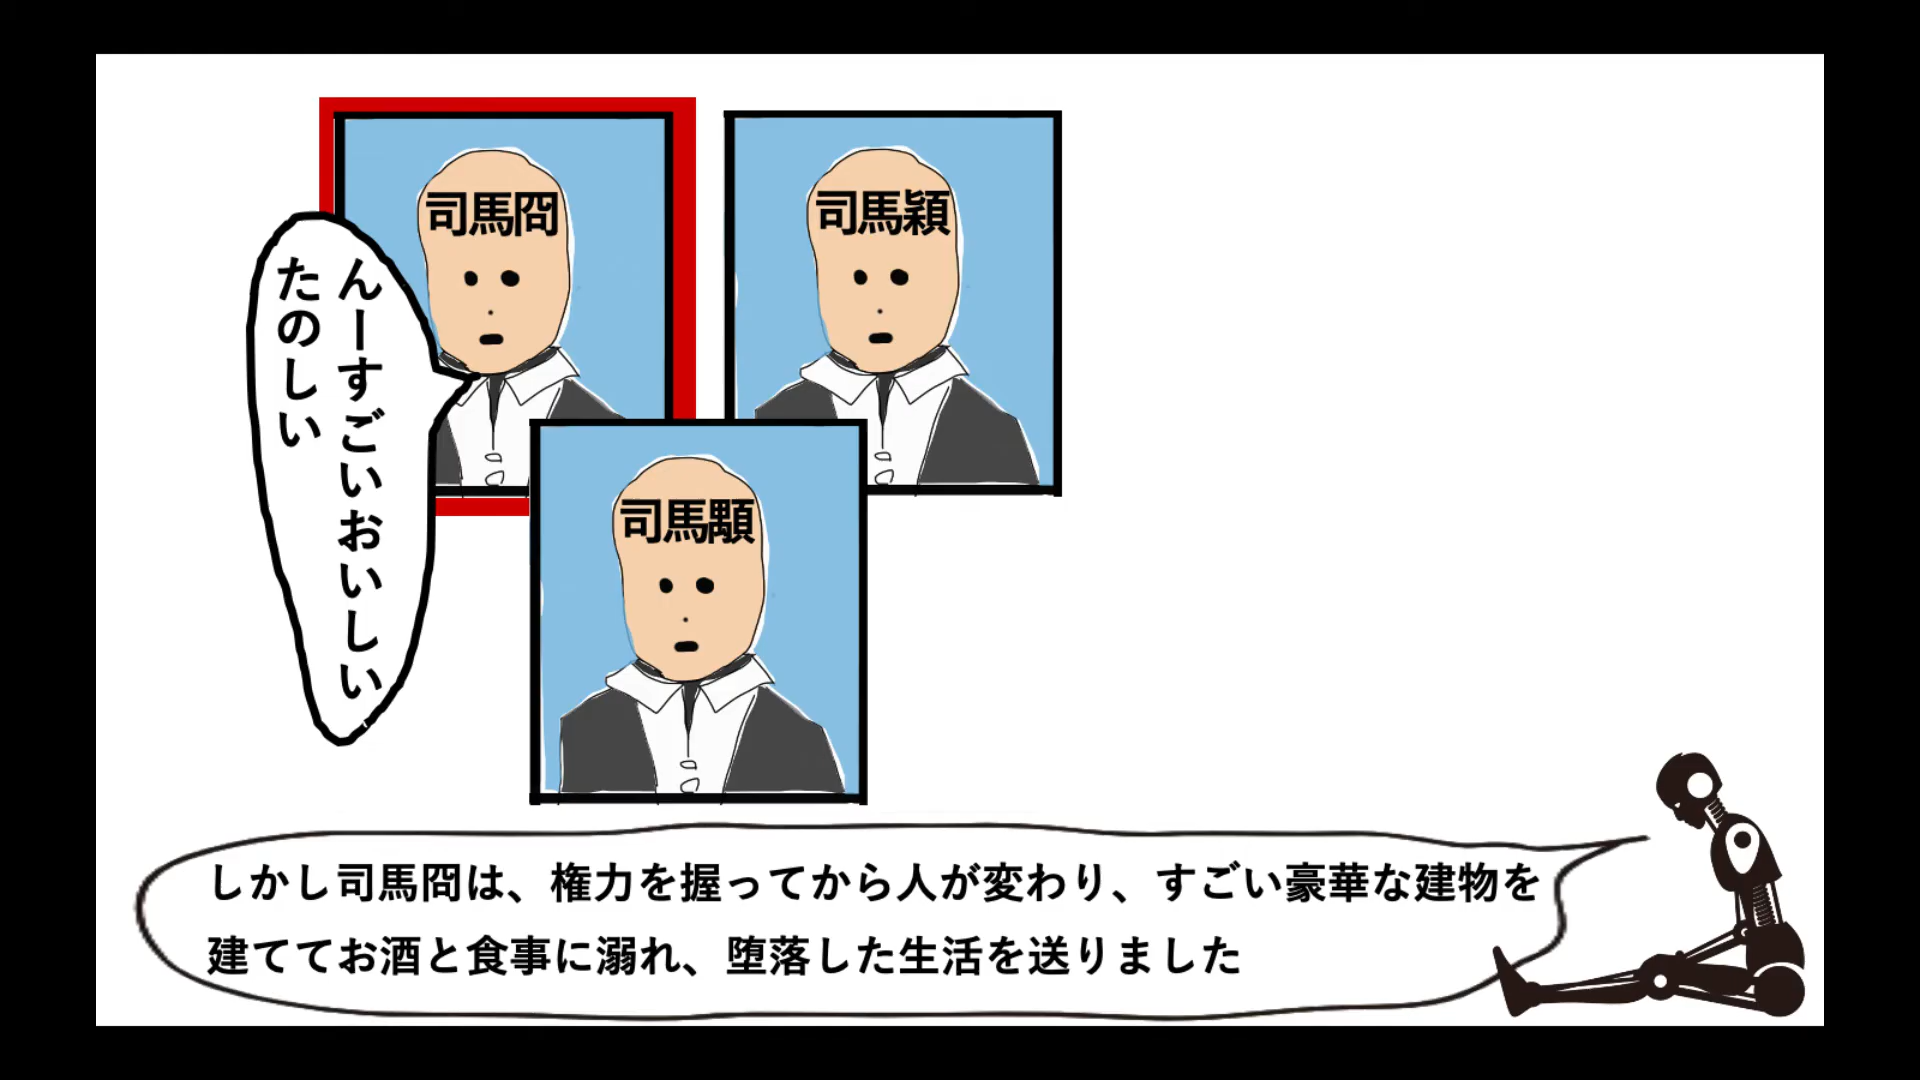 司馬冏
司馬穎
んーすごいおいしい
たのしい
司馬顒
しかし司馬冏は、権力を握ってから人が変わり、すごい豪華な建物を
建ててお酒と食事に溺れ、堕落した生活を送りました